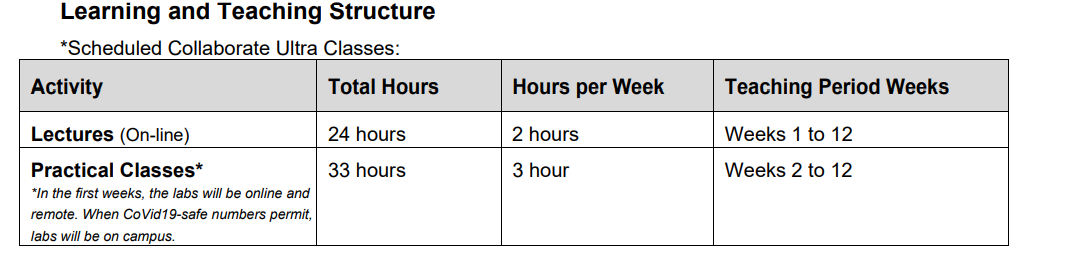 Learning and Teaching Structure
*Scheduled Collaborate Ultra Classes:
Activity Total Hours Hours per Week Teaching Period Weeks
Lectures (On-line) 24 hours 2 hours Weeks 1 to 12
Practical Classes* 33 hours 3 hour Weeks 2 to 12
*In the first weeks, the labs will be online and
remote. When CoVid19-safe numbers permit,
labs will be on campus.